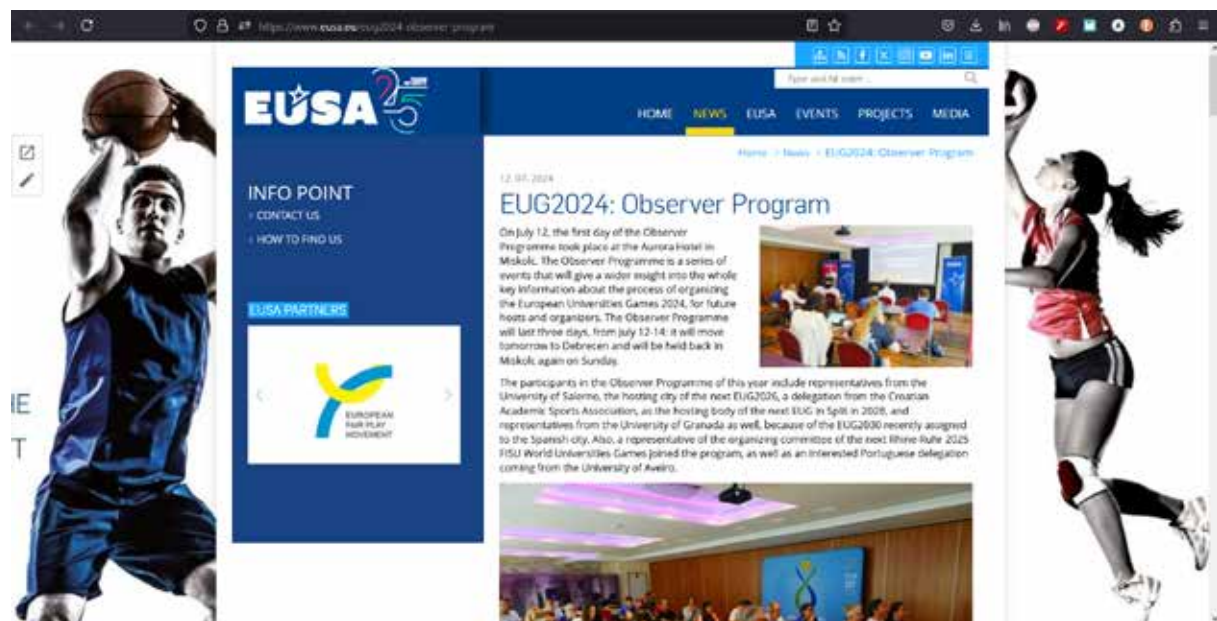 https://www.eusa.eu/eug2024-observer-program
EUSA 25
HOME NEWS EUSA EVENTS PROJECTS MEDIA
Home > News > EUG2024: Observer Program
INFO POINT
› CONTACT US
› HOW TO FIND US
EUSA PARTNERS
EUROPEAN
FAIR PLAY
MOVEMENT
12. 07. 2024
EUG2024: Observer Program
On July 12, the first day of the Observer
Programme took place at the Aurora Hotel in
Miskolc. The Observer Programme is a series of
events that will give a wider insight into the whole
key information about the process of organizing
the European Universities Games 2024, for future
hosts and organizers. The Observer Programme
will last three days, from July 12-14: it will move
tomorrow to Debrecen and will be held back in
Miskolc again on Sunday.
The participants in the Observer Programme of this year include representatives from the
University of Salerno, the hosting city of the next EUG2026, a delegation from the Croatian
Academic Sports Association, as the hosting body of the next EUG in Split in 2028, and
representatives from the University of Granada as well, because of the EUG2030 recently assigned
to the Spanish city. Also, a representative of the organizing committee of the next Rhine-Ruhr 2025
FISU World Universities Games joined the program, as well as an interested Portuguese delegation
coming from the University of Aveiro.